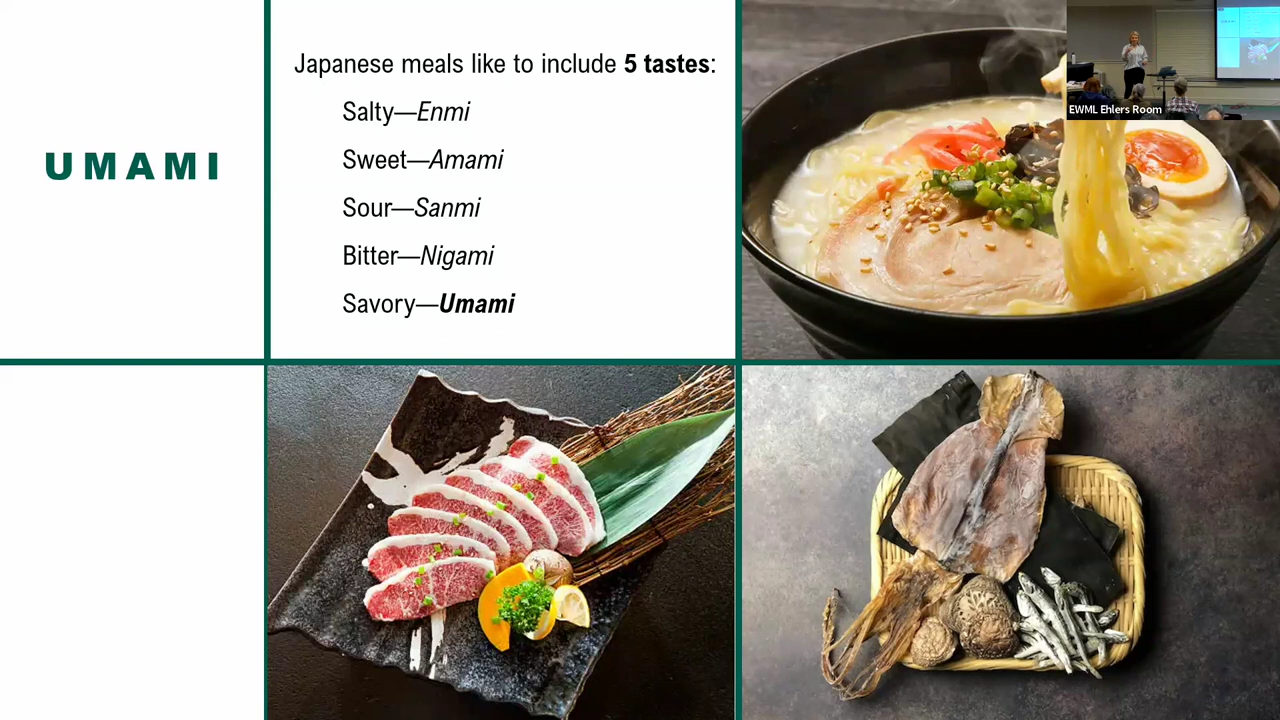 UMAMI
Japanese meals like to include 5 tastes:
Salty—Enmi
Sweet—Amami
Sour—Sanmi
Bitter—Nigami
Savory—Umami
EWML Ehlers Room